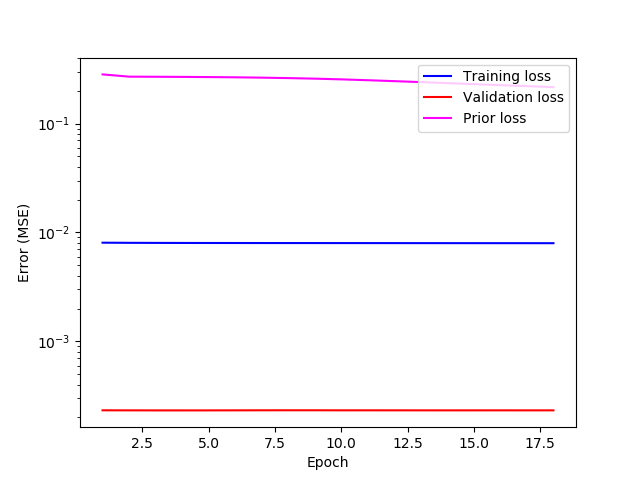 Training loss
Validation loss
Prior loss
Error (MSE)
10⁻¹
10⁻²
10⁻³
2.5 5.0 7.5 10.0 12.5 15.0 17.5
Epoch